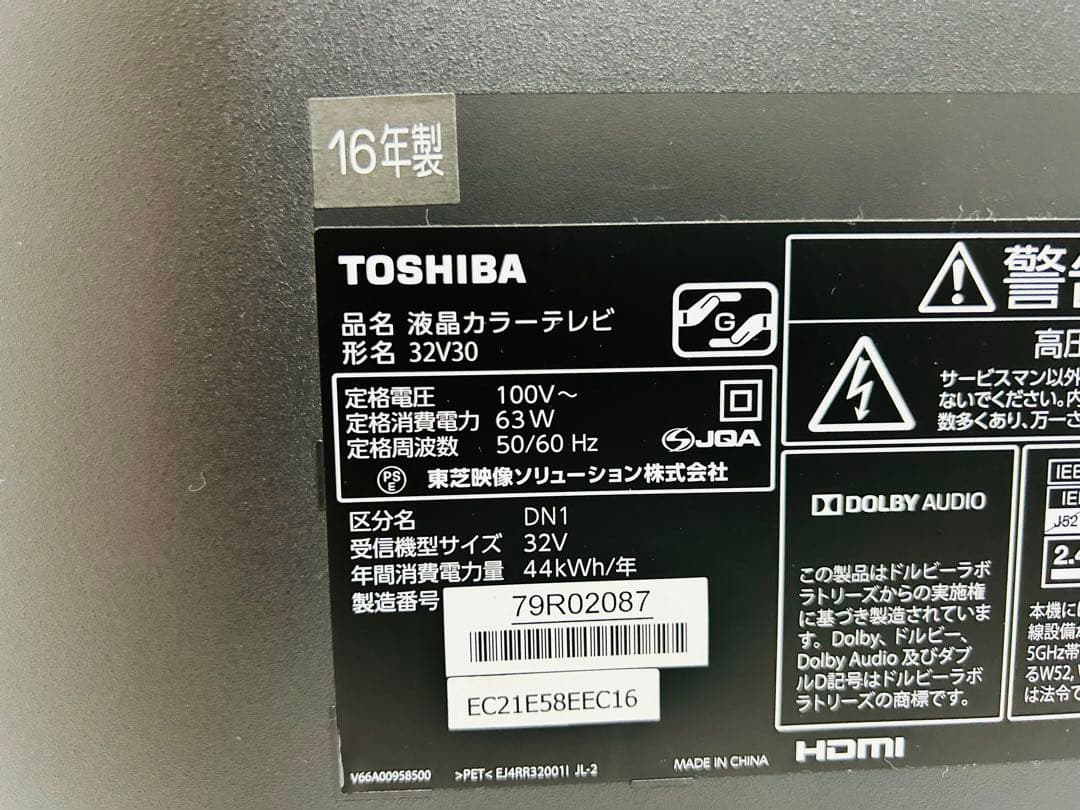 16年製
TOSHIBA
品名 液晶カラーテレビ
形名 32V30
G
定格電圧 100V～
定格消費電力 63W
定格周波数 50/60 Hz
JQA
PS
E
東芝映像ソリューション株式会社
区分名 DN1
受信機型サイズ 32V
年間消費電力量 44kWh/年
製造番号 79R02087
EC21E58EEC16
V66A00958500 >PET< EJ4RR32001I JL-2
MADE IN CHINA
警
高圧
サービスマン以外
ないでください。内
数多くあり、万一さ
DOLBY AUDIO
この製品はドルビーラボ
ラトリーズからの実施権
に基づき製造されていま
す。Dolby、ドルビー、
Dolby Audio 及びダブ
ルD記号はドルビーラボ
ラトリーズの商標です。
HDMI
J52
2.4
本機に
線設備
5GHz帯
るW52,
は法令で